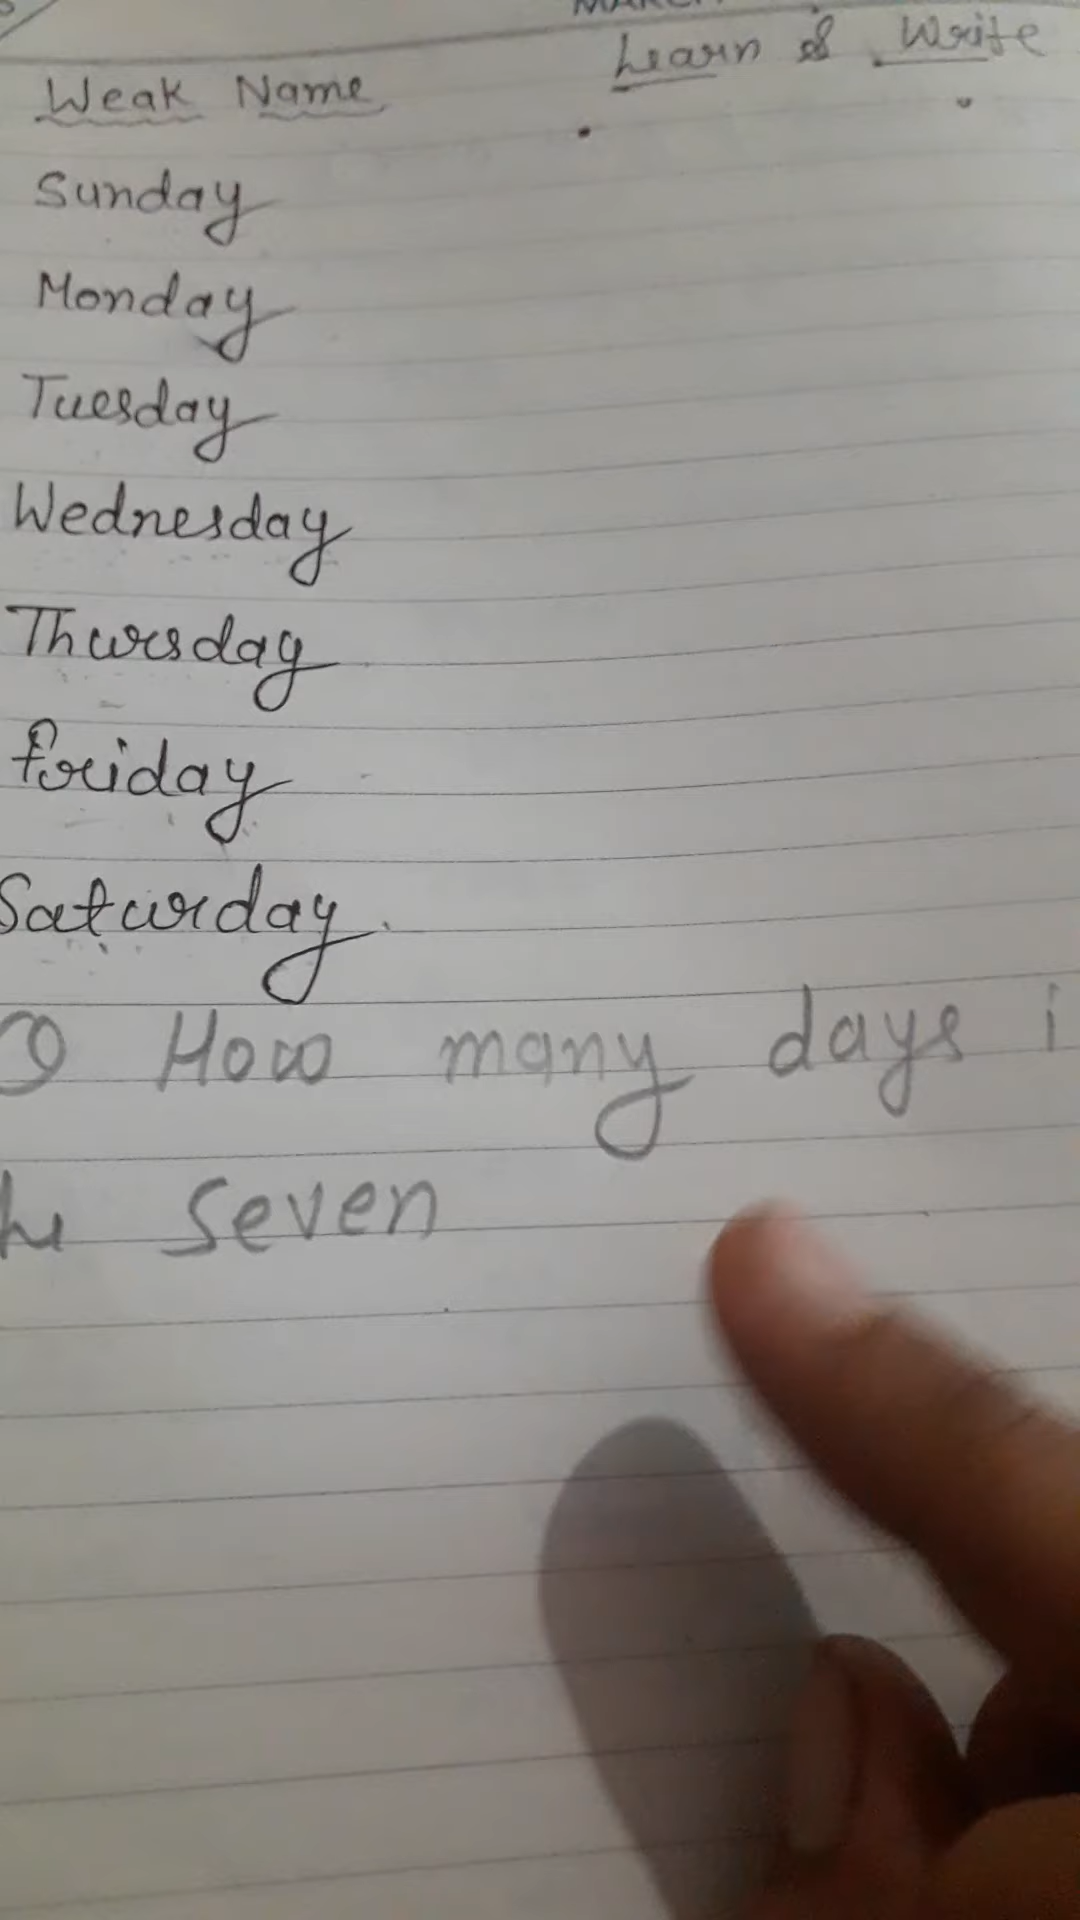 Learn & Write
Weak Name
Sunday
Monday
Tuesday
Wednesday
Thursday
friday
Saturday.
How many days i
seven